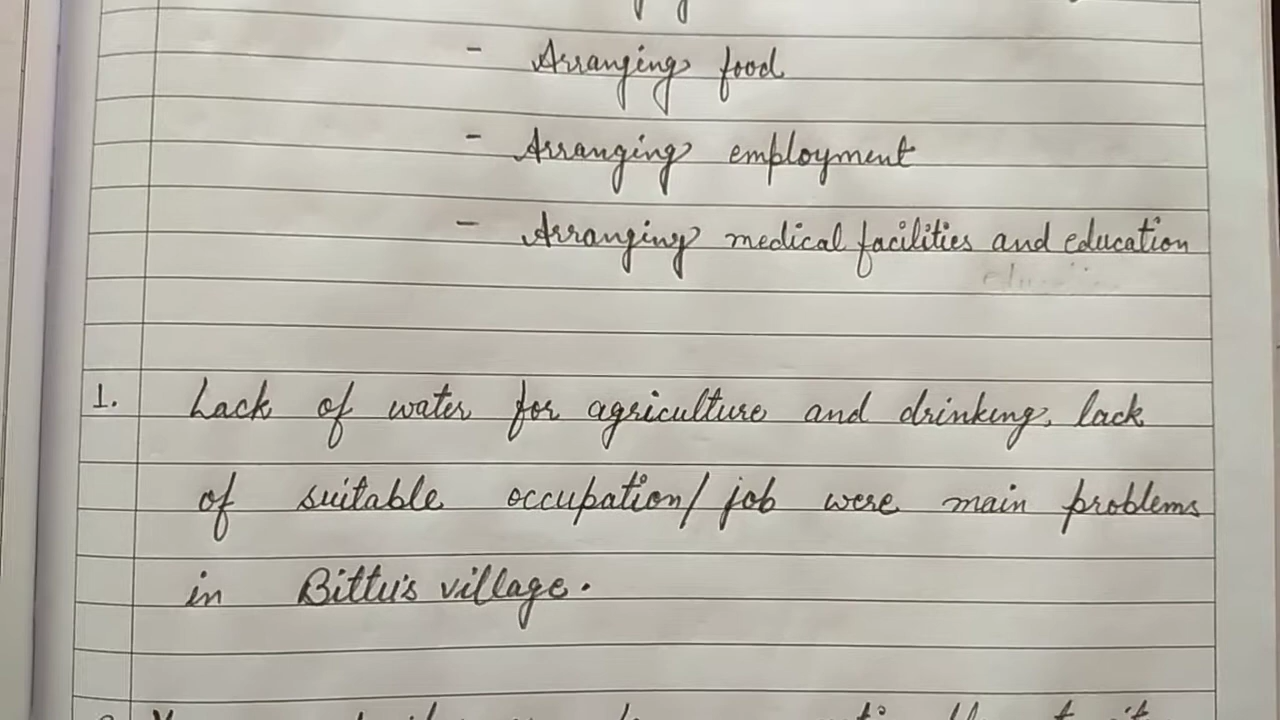 - Arranging food
- Arranging employment
- Arranging medical facilities and education
1. Lack of water for agriculture and drinking, lack
of suitable occupation/job were main problems
in Bittu's village.